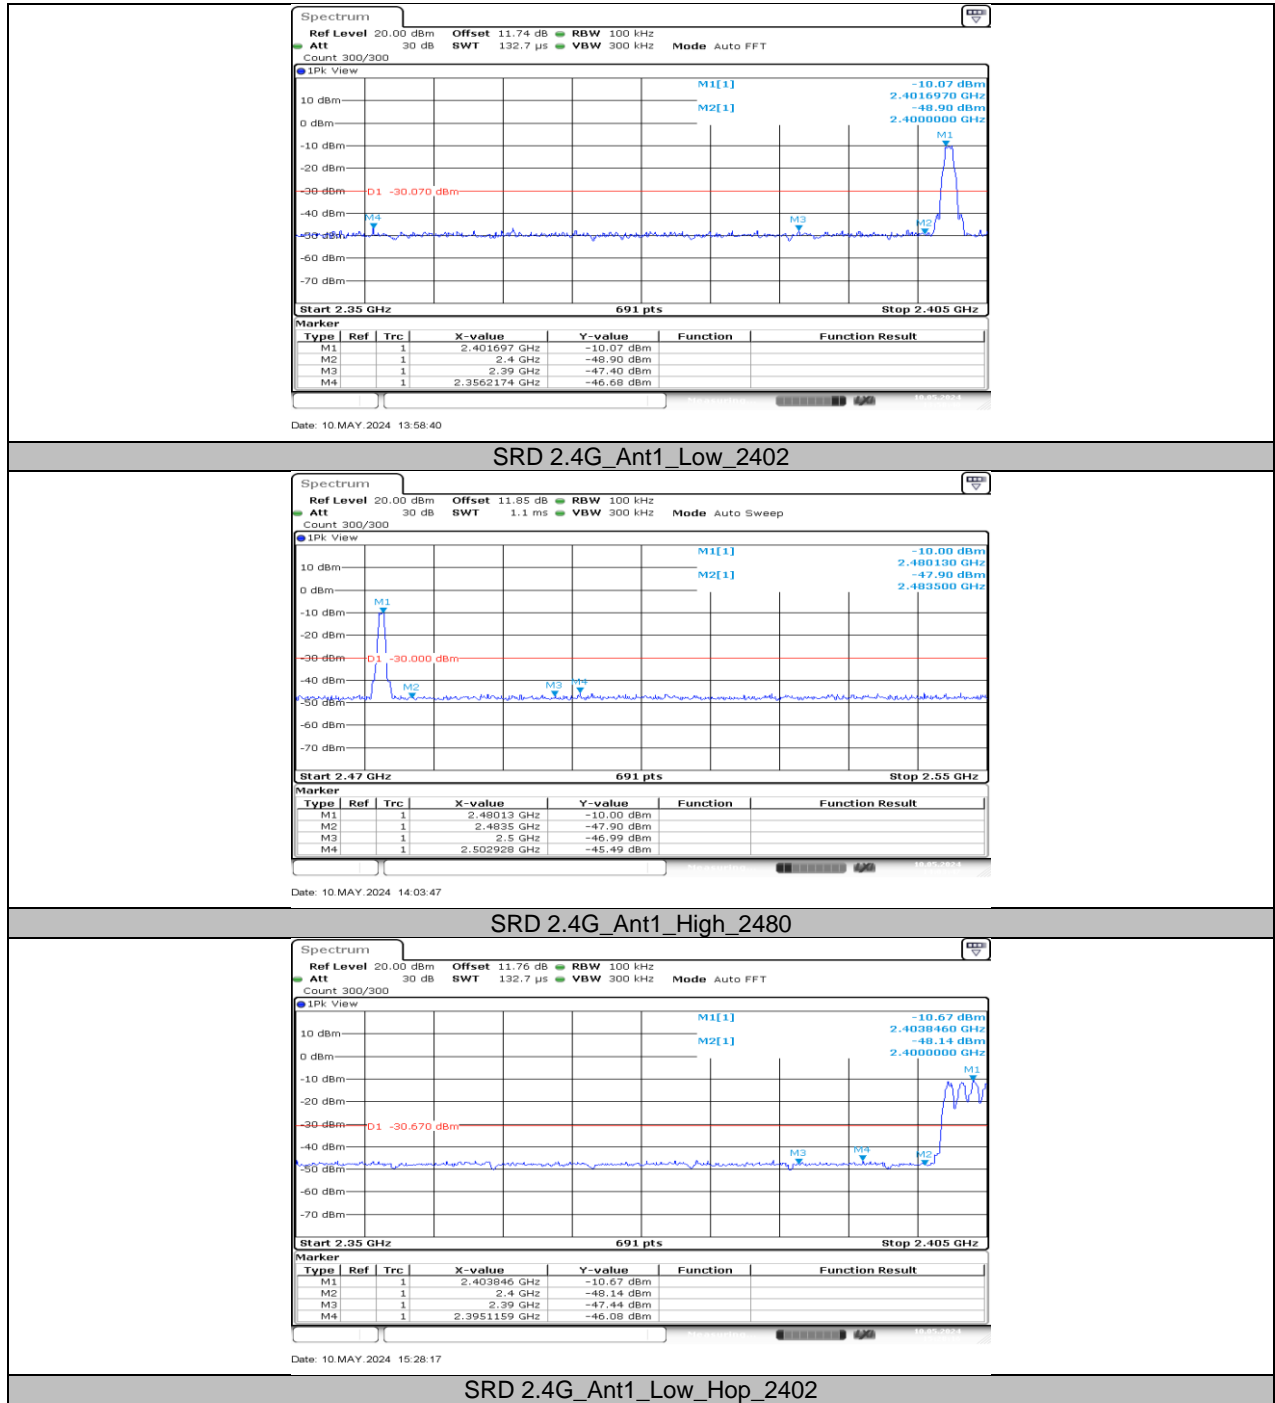 Spectrum
Ref Level 20.00 dBm Offset 11.74 dB RBW 100 kHz
Att 30 dB SWT 132.7 µs VBW 300 kHz Mode Auto FFT
Count 300/300
1Pk View
M1[1] -10.07 dBm
2.4016970 GHz
M2[1] -48.90 dBm
2.4000000 GHz
10 dBm
0 dBm
M1
-10 dBm
-20 dBm
-30 dBm D1 -30.070 dBm
-40 dBm
M4 M3 M2
-50 dBm
-60 dBm
-70 dBm
Start 2.35 GHz 691 pts Stop 2.405 GHz
Marker
Type Ref Trc X-value Y-value Function Function Result
M1 1 2.401697 GHz -10.07 dBm
M2 1 2.4 GHz -48.90 dBm
M3 1 2.39 GHz -47.40 dBm
M4 1 2.3562174 GHz -46.68 dBm
Date: 10.MAY.2024 13:58:40
SRD 2.4G_Ant1_Low_2402
Spectrum
Ref Level 20.00 dBm Offset 11.85 dB RBW 100 kHz
Att 30 dB SWT 1.1 ms VBW 300 kHz Mode Auto Sweep
Count 300/300
1Pk View
M1[1] -10.00 dBm
2.480130 GHz
M2[1] -47.90 dBm
2.483500 GHz
10 dBm
0 dBm
M1
-10 dBm
-20 dBm
-30 dBm D1 -30.000 dBm
-40 dBm
M2 M3 M4
-50 dBm
-60 dBm
-70 dBm
Start 2.47 GHz 691 pts Stop 2.55 GHz
Marker
Type Ref Trc X-value Y-value Function Function Result
M1 1 2.48013 GHz -10.00 dBm
M2 1 2.4835 GHz -47.90 dBm
M3 1 2.5 GHz -46.99 dBm
M4 1 2.502928 GHz -45.49 dBm
Date: 10.MAY.2024 14:03:47
SRD 2.4G_Ant1_High_2480
Spectrum
Ref Level 20.00 dBm Offset 11.76 dB RBW 100 kHz
Att 30 dB SWT 132.7 µs VBW 300 kHz Mode Auto FFT
Count 300/300
1Pk View
M1[1] -10.67 dBm
2.4038460 GHz
M2[1] -48.14 dBm
2.4000000 GHz
10 dBm
0 dBm
M1
-10 dBm
-20 dBm
-30 dBm D1 -30.670 dBm
-40 dBm
M3 M4 M2
-50 dBm
-60 dBm
-70 dBm
Start 2.35 GHz 691 pts Stop 2.405 GHz
Marker
Type Ref Trc X-value Y-value Function Function Result
M1 1 2.403846 GHz -10.67 dBm
M2 1 2.4 GHz -48.14 dBm
M3 1 2.39 GHz -47.44 dBm
M4 1 2.3951159 GHz -46.08 dBm
Date: 10.MAY.2024 15:28:17
SRD 2.4G_Ant1_Low_Hop_2402